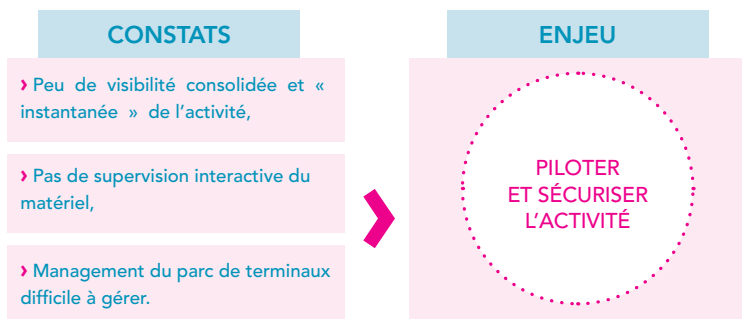 CONSTATS
› Peu de visibilité consolidée et «
instantanée » de l'activité,
› Pas de supervision interactive du
matériel,
› Management du parc de terminaux
difficile à gérer.
ENJEU
PILOTER
ET SÉCURISER
L'ACTIVITÉ